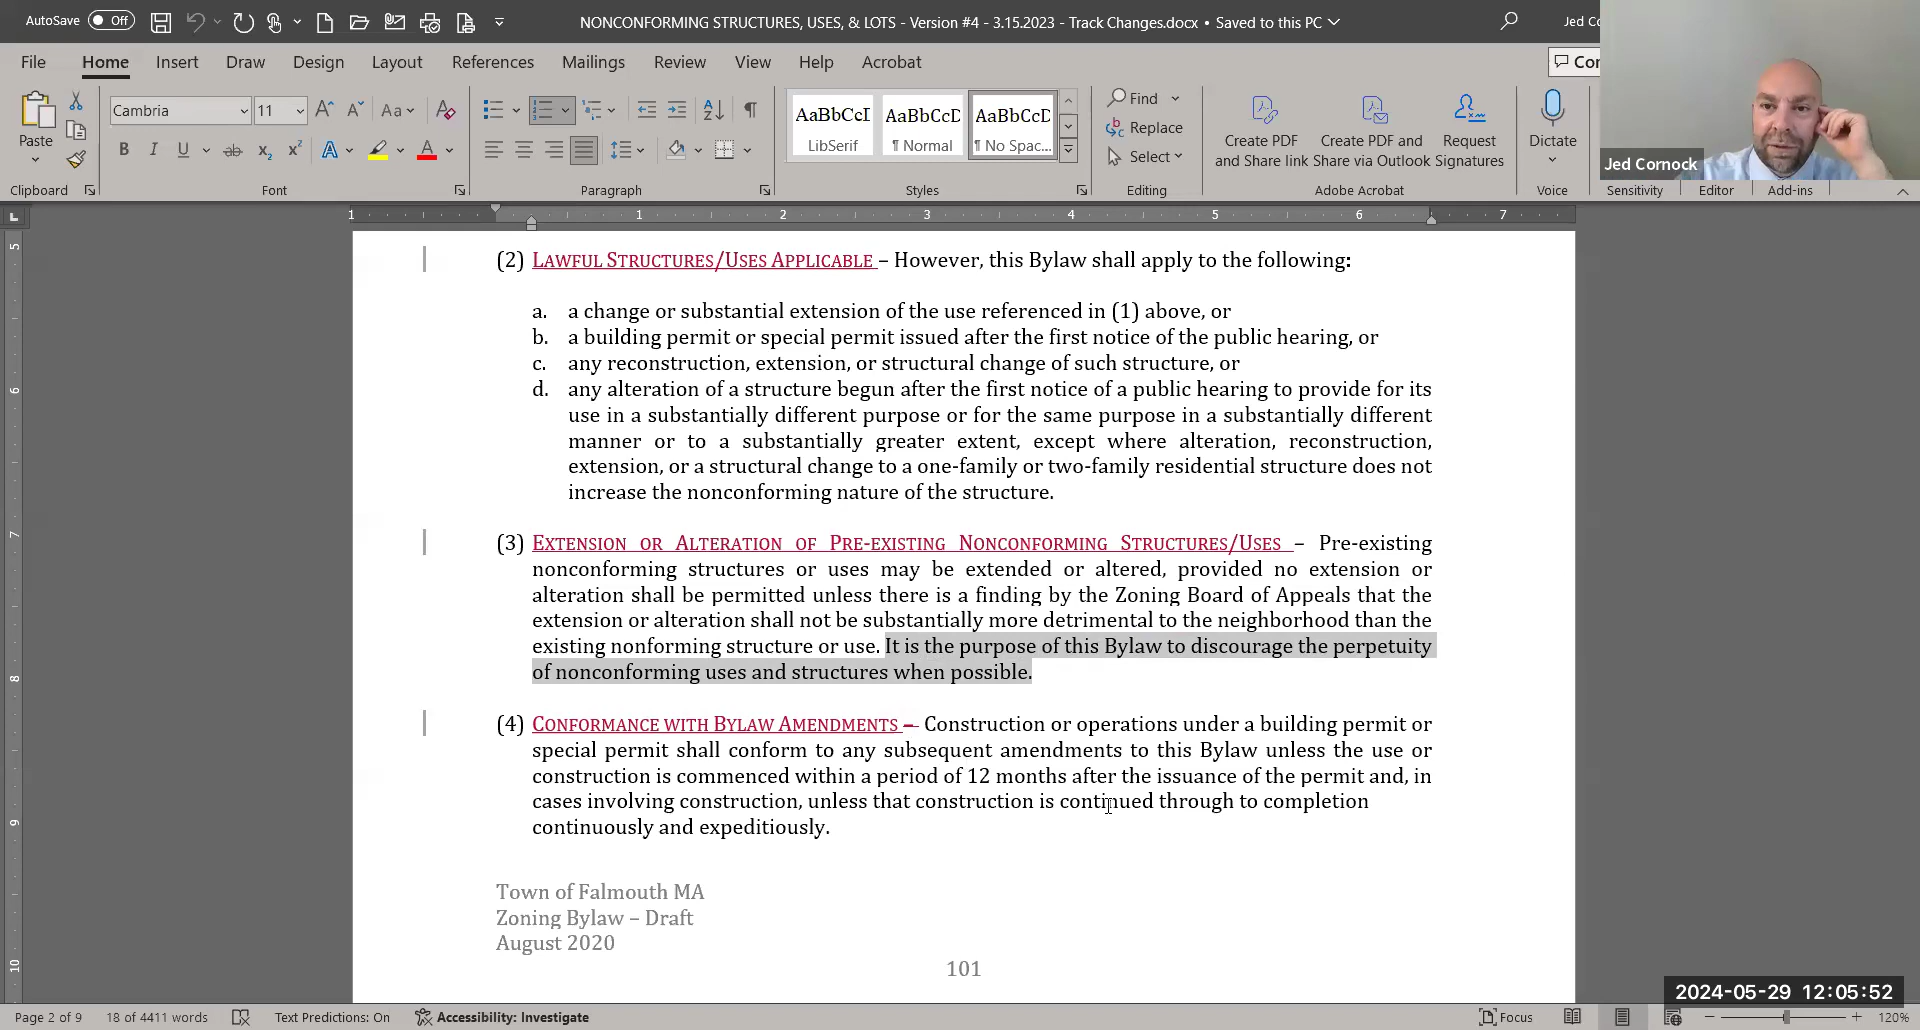 AutoSave Off NONCONFORMING STRUCTURES, USES, & LOTS - Version #4 - 3.15.2023 - Track Changes.docx • Saved to this PC Jed Co
File Home Insert Draw Design Layout References Mailings Review View Help Acrobat Con
Paste Cambria 11 Aa
AaBbCcI AaBbCcD AaBbCcD
LibSerif ¶ Normal ¶ No Spac...
Find
Replace
Select
Create PDF and Share link
Create PDF and Share via Outlook
Request Signatures
Dictate
Jed Cornock
Clipboard Font Paragraph Styles Editing Adobe Acrobat Voice Sensitivity Editor Add-ins
1 1 2 3 4 5 6 7
5
6
7
8
9
10
(2) LAWFUL STRUCTURES/USES APPLICABLE – However, this Bylaw shall apply to the following:
a. a change or substantial extension of the use referenced in (1) above, or
b. a building permit or special permit issued after the first notice of the public hearing, or
c. any reconstruction, extension, or structural change of such structure, or
d. any alteration of a structure begun after the first notice of a public hearing to provide for its
use in a substantially different purpose or for the same purpose in a substantially different
manner or to a substantially greater extent, except where alteration, reconstruction,
extension, or a structural change to a one-family or two-family residential structure does not
increase the nonconforming nature of the structure.
(3) EXTENSION OR ALTERATION OF PRE-EXISTING NONCONFORMING STRUCTURES/USES – Pre-existing
nonconforming structures or uses may be extended or altered, provided no extension or
alteration shall be permitted unless there is a finding by the Zoning Board of Appeals that the
extension or alteration shall not be substantially more detrimental to the neighborhood than the
existing nonforming structure or use. It is the purpose of this Bylaw to discourage the perpetuity
of nonconforming uses and structures when possible.
(4) CONFORMANCE WITH BYLAW AMENDMENTS – Construction or operations under a building permit or
special permit shall conform to any subsequent amendments to this Bylaw unless the use or
construction is commenced within a period of 12 months after the issuance of the permit and, in
cases involving construction, unless that construction is continued through to completion
continuously and expeditiously.
Town of Falmouth MA
Zoning Bylaw – Draft
August 2020
101
2024-05-29 12:05:52
Page 2 of 9 18 of 4411 words Text Predictions: On Accessibility: Investigate Focus 120%